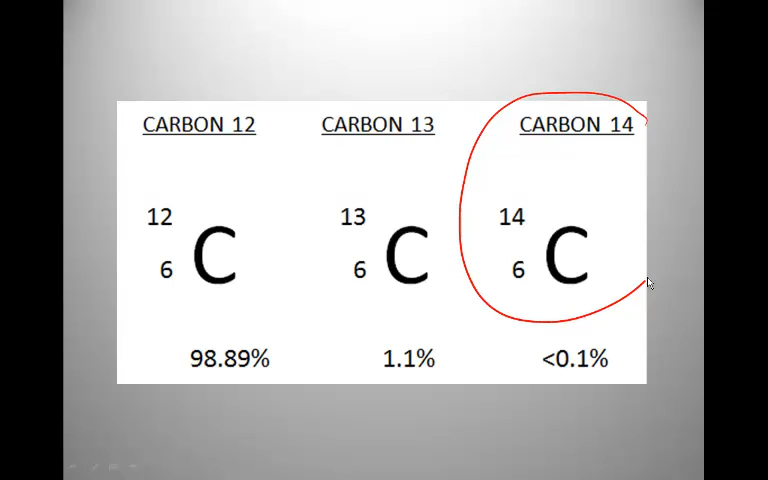 CARBON 12 CARBON 13 CARBON 14
12 13 14
6 C 6 C 6 C
98.89% 1.1% <0.1%